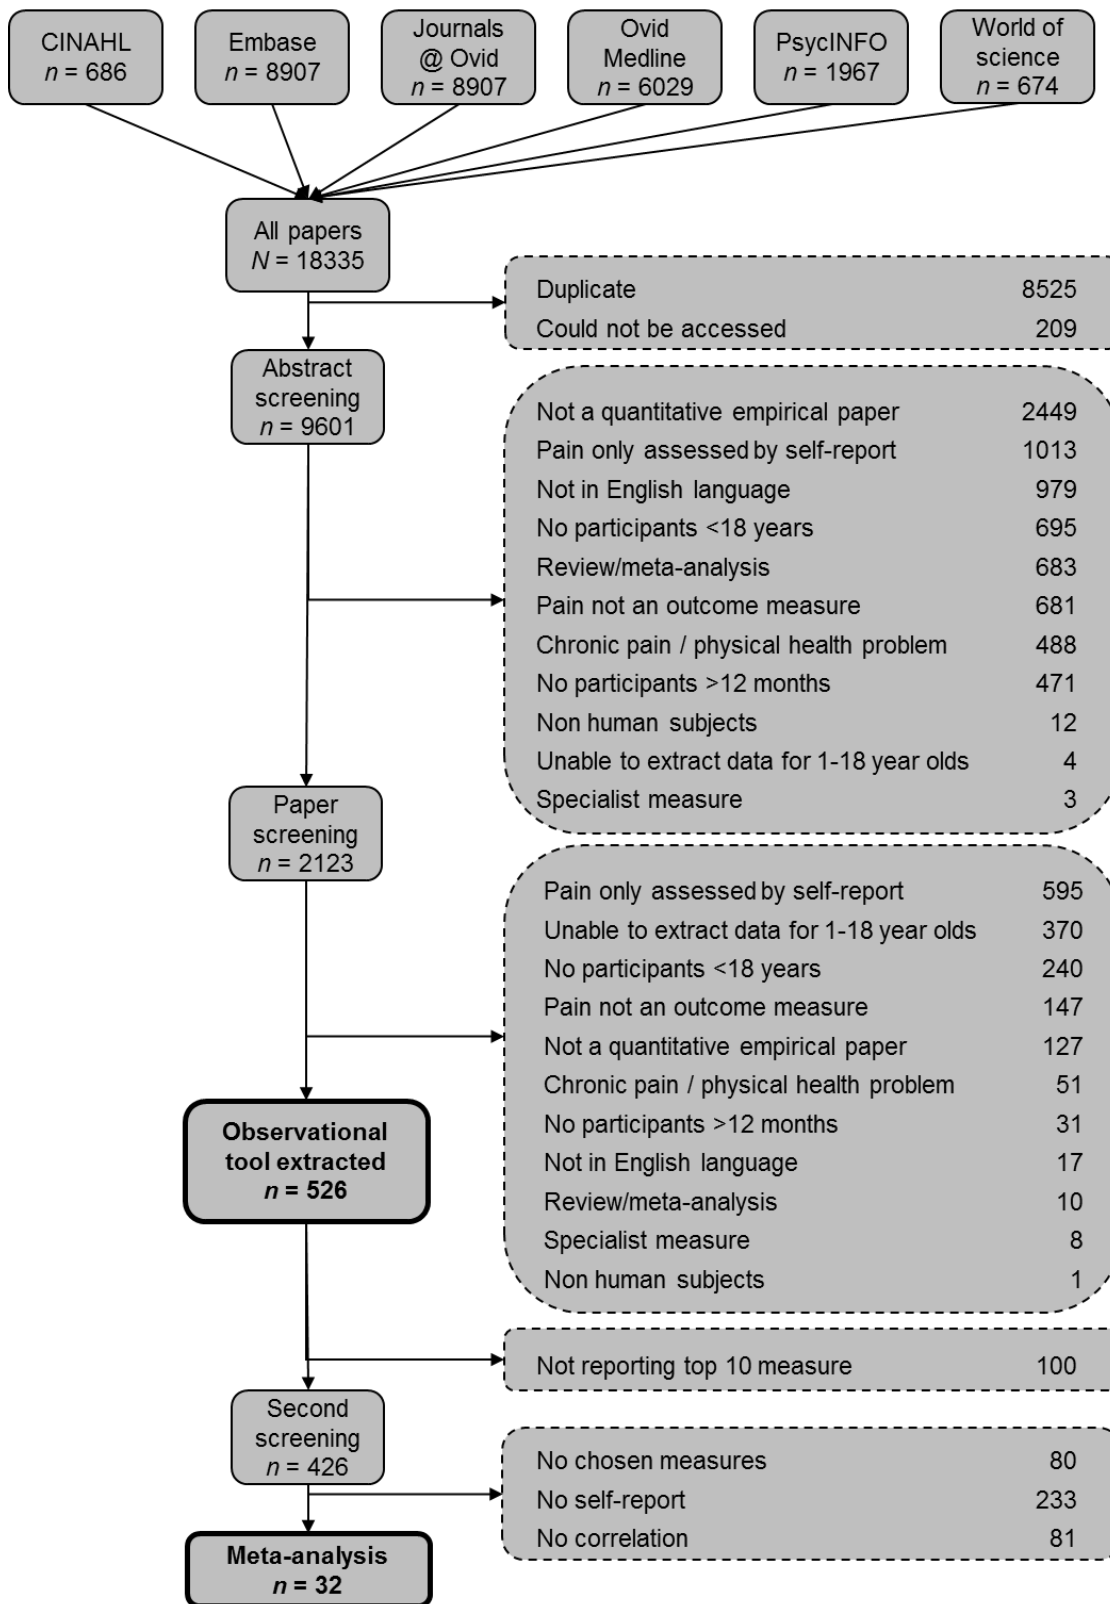 CINAHL
n = 686
Embase
n = 8907
Journals
@ Ovid
n = 8907
Ovid
Medline
n = 6029
PsycINFO
n = 1967
World of
science
n = 674
All papers
N = 18335
Duplicate 8525
Could not be accessed 209
Abstract
screening
n = 9601
Not a quantitative empirical paper 2449
Pain only assessed by self-report 1013
Not in English language 979
No participants <18 years 695
Review/meta-analysis 683
Pain not an outcome measure 681
Chronic pain / physical health problem 488
No participants >12 months 471
Non human subjects 12
Unable to extract data for 1-18 year olds 4
Specialist measure 3
Paper
screening
n = 2123
Pain only assessed by self-report 595
Unable to extract data for 1-18 year olds 370
No participants <18 years 240
Pain not an outcome measure 147
Not a quantitative empirical paper 127
Chronic pain / physical health problem 51
No participants >12 months 31
Not in English language 17
Review/meta-analysis 10
Specialist measure 8
Non human subjects 1
Observational
tool extracted
n = 526
Not reporting top 10 measure 100
Second
screening
n = 426
No chosen measures 80
No self-report 233
No correlation 81
Meta-analysis
n = 32